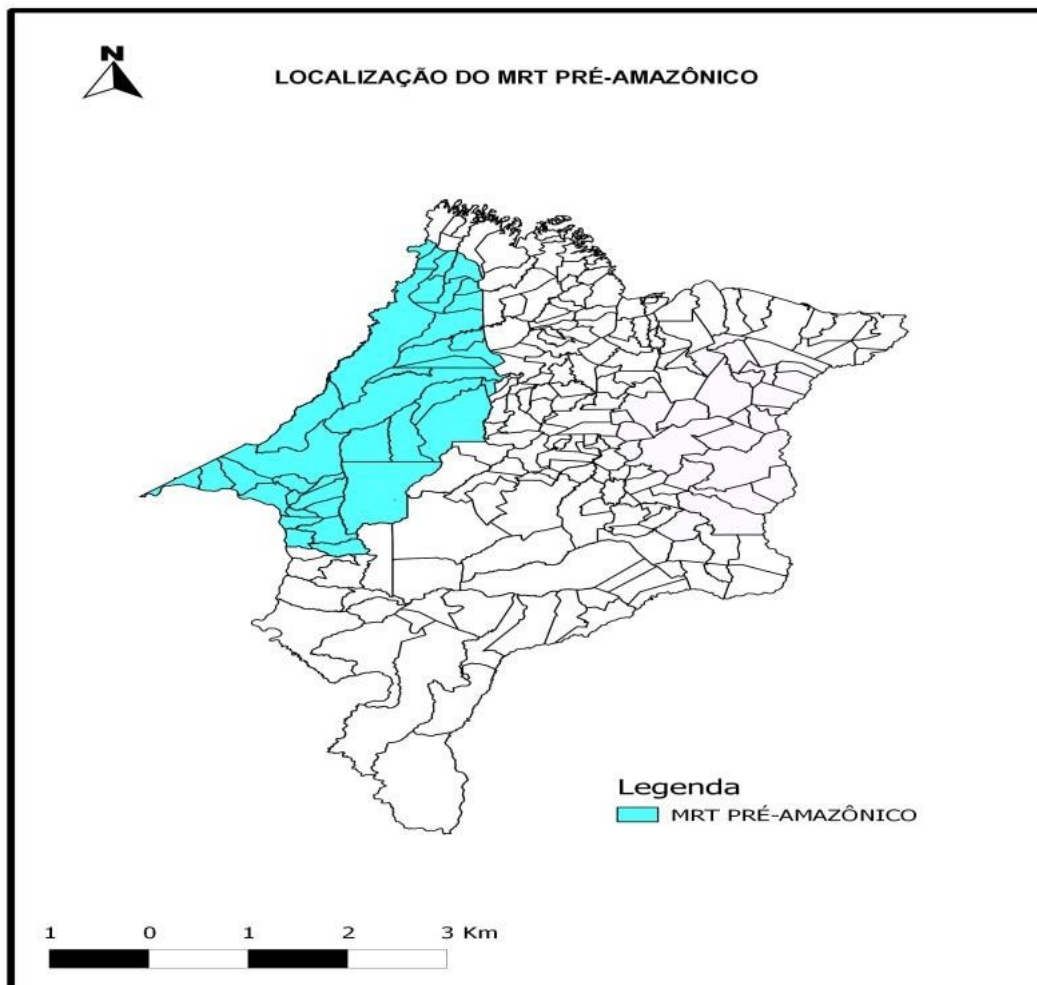 N
LOCALIZAÇÃO DO MRT PRÉ-AMAZÔNICO
Legenda
MRT PRÉ-AMAZÔNICO
1 0 1 2 3 Km